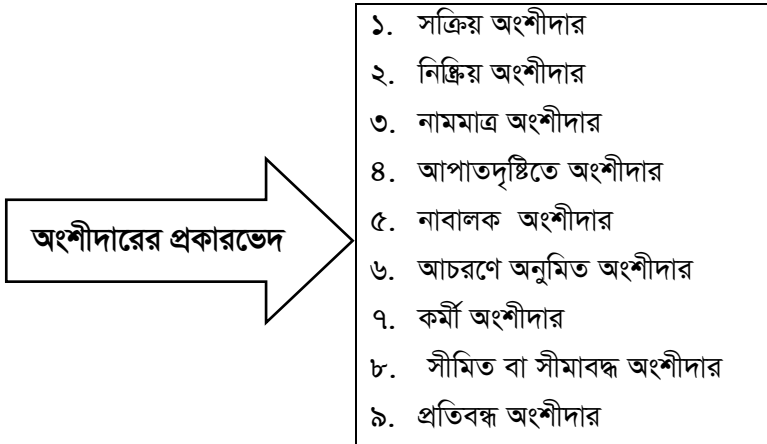 অংশীদারের প্রকারভেদ
১. সক্রিয় অংশীদার
২. নিষ্ক্রিয় অংশীদার
৩. নামমাত্র অংশীদার
৪. আপাতদৃষ্টিতে অংশীদার
৫. নাবালক অংশীদার
৬. আচরণে অনুমিত অংশীদার
৭. কর্মী অংশীদার
৮. সীমিত বা সীমাবদ্ধ অংশীদার
৯. প্রতিবন্ধ অংশীদার